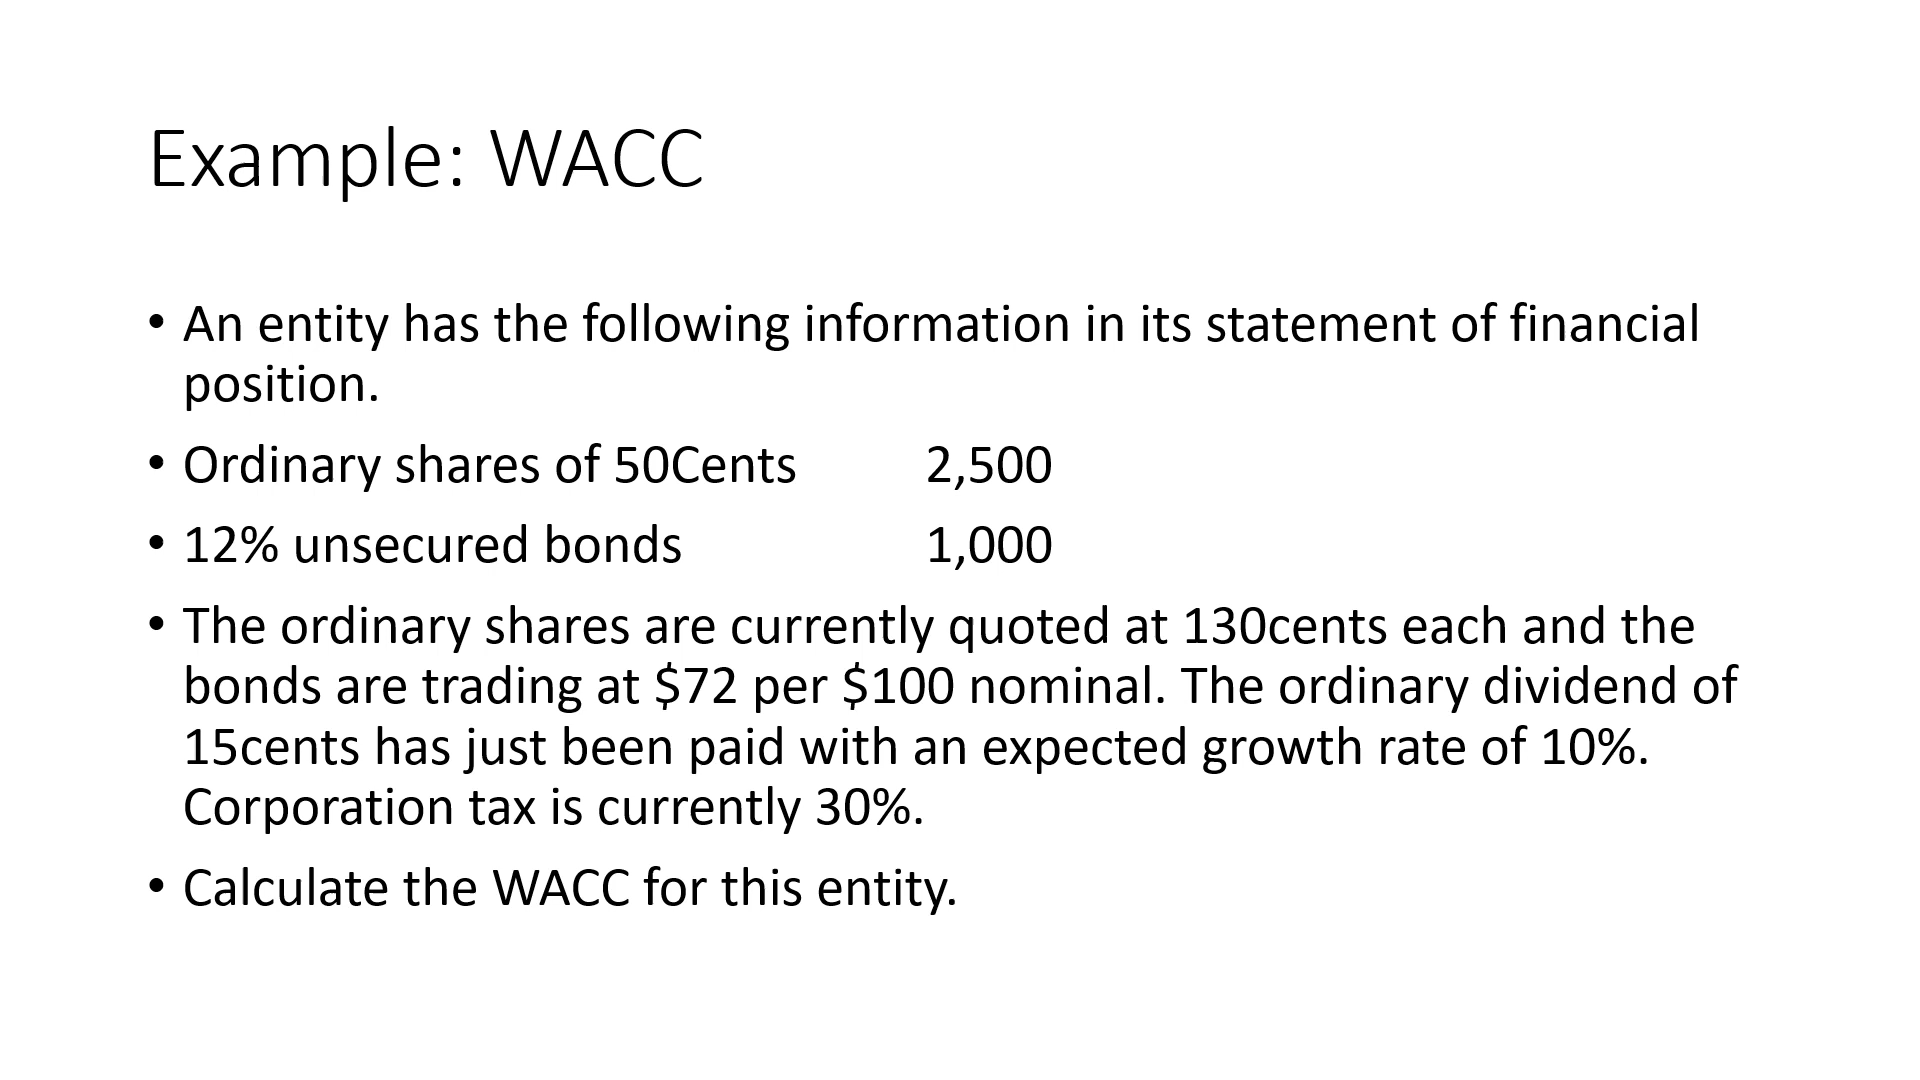 Example: WACC
• An entity has the following information in its statement of financial
position.
• Ordinary shares of 50Cents 2,500
• 12% unsecured bonds 1,000
• The ordinary shares are currently quoted at 130cents each and the
bonds are trading at $72 per $100 nominal. The ordinary dividend of
15cents has just been paid with an expected growth rate of 10%.
Corporation tax is currently 30%.
• Calculate the WACC for this entity.